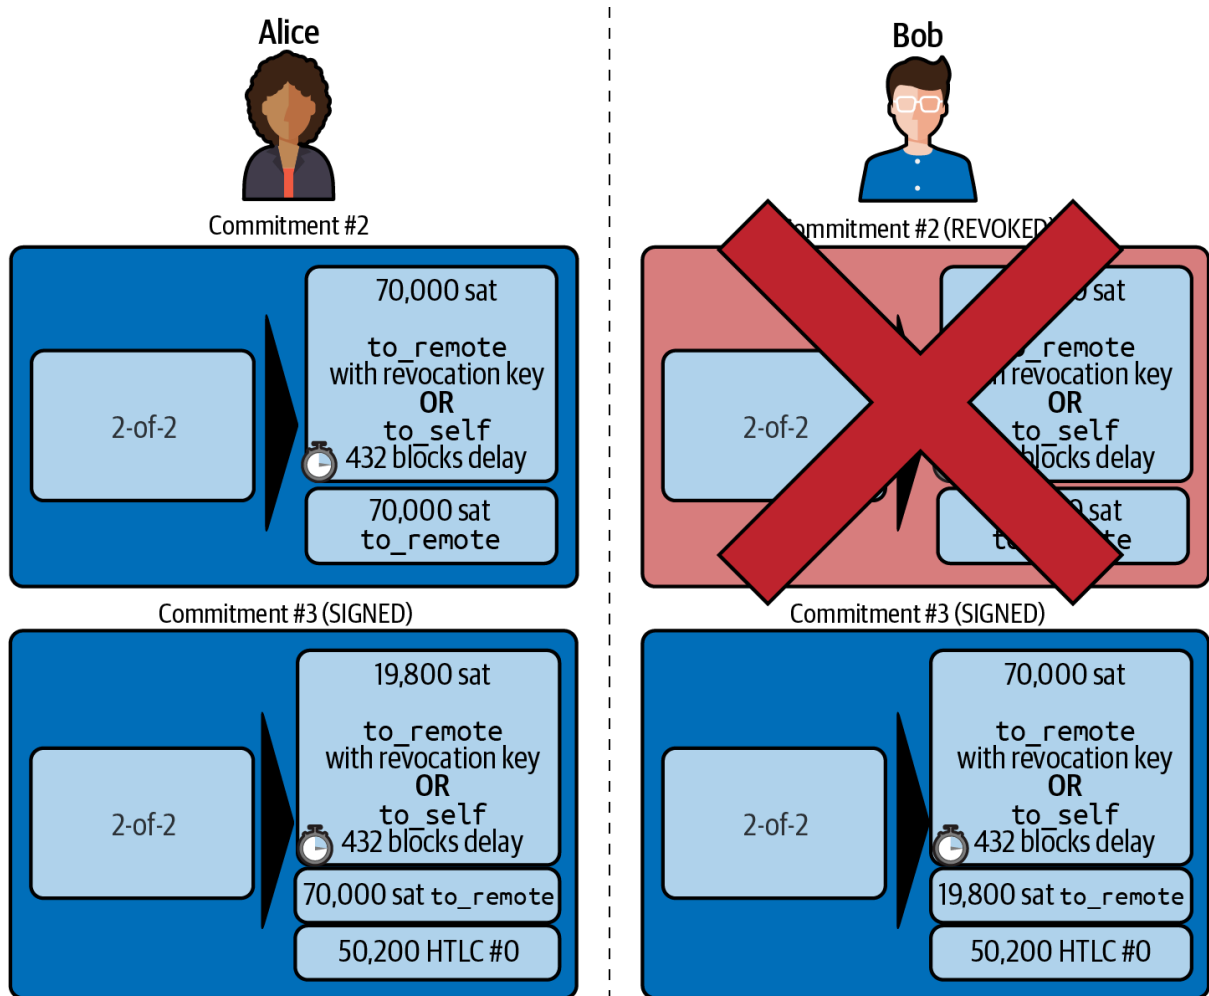 Alice
Commitment #2
2-of-2
70,000 sat
to_remote
with revocation key
OR
to_self
432 blocks delay
70,000 sat
to_remote
Commitment #3 (SIGNED)
2-of-2
19,800 sat
to_remote
with revocation key
OR
to_self
432 blocks delay
70,000 sat to_remote
50,200 HTLC #0
Bob
#2 (REVOKED)
2-of-2
sat
revocation key
OR
to_self
blocks delay
sat
Commitment #3 (SIGNED)
2-of-2
70,000 sat
to_remote
with revocation key
OR
to_self
432 blocks delay
19,800 sat to_remote
50,200 HTLC #0